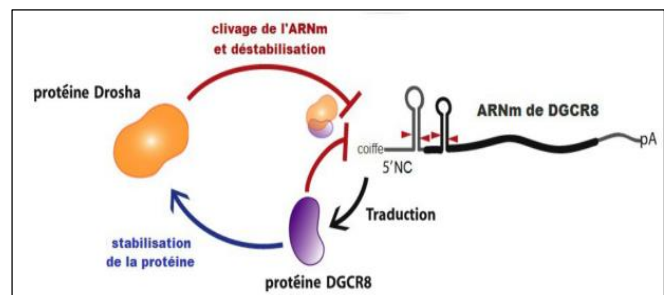 clivage de l'ARNm
et déstabilisation
protéine Drosha
ARNm de DGCR8
coiffe
5'NC
pA
Traduction
stabilisation
de la protéine
protéine DGCR8